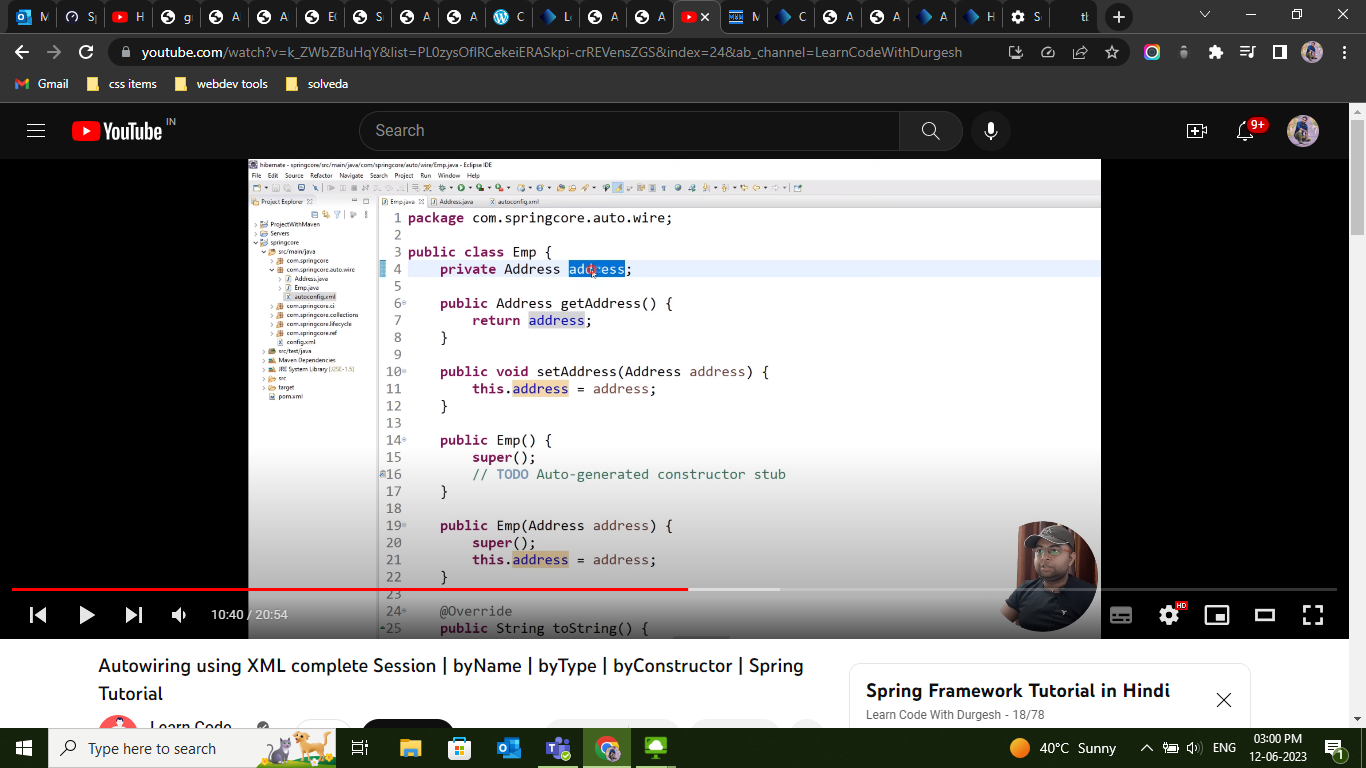 youtube.com/watch?v=k_ZWbZBuHqY&list=PL0zysOflRCekeiERASkpi-crREVensZGS&index=24&ab_channel=LearnCodeWithDurgesh
Gmail
css items
webdev tools
solveda
YouTube IN
Search
9+
hibernate - springcore/src/main/java/com/springcore/auto/wire/Emp.java - Eclipse IDE
File Edit Source Refactor Navigate Search Project Run Window Help
Project Explorer
Emp.java Address.java autoconfig.xml
ProjectWithMaven
Servers
springcore
src/main/java
com.springcore
com.springcore.auto.wire
Address.java
Emp.java
autoconfig.xml
com.springcore.ci
com.springcore.collections
com.springcore.lifecycle
com.springcore.ref
config.xml
src/test/java
Maven Dependencies
JRE System Library [J2SE-1.5]
src
target
pom.xml
1 package com.springcore.auto.wire;
2
3 public class Emp {
4 private Address address;
5
6 public Address getAddress() {
7 return address;
8 }
9
10 public void setAddress(Address address) {
11 this.address = address;
12 }
13
14 public Emp() {
15 super();
16 // TODO Auto-generated constructor stub
17 }
18
19 public Emp(Address address) {
20 super();
21 this.address = address;
22 }
23
24 @Override
25 public String toString() {
10:40 / 20:54
HD
Autowiring using XML complete Session | byName | byType | byConstructor | Spring
Tutorial
Learn Code
Spring Framework Tutorial in Hindi
Learn Code With Durgesh - 18/78
Type here to search
40°C Sunny
ENG
03:00 PM
12-06-2023
1